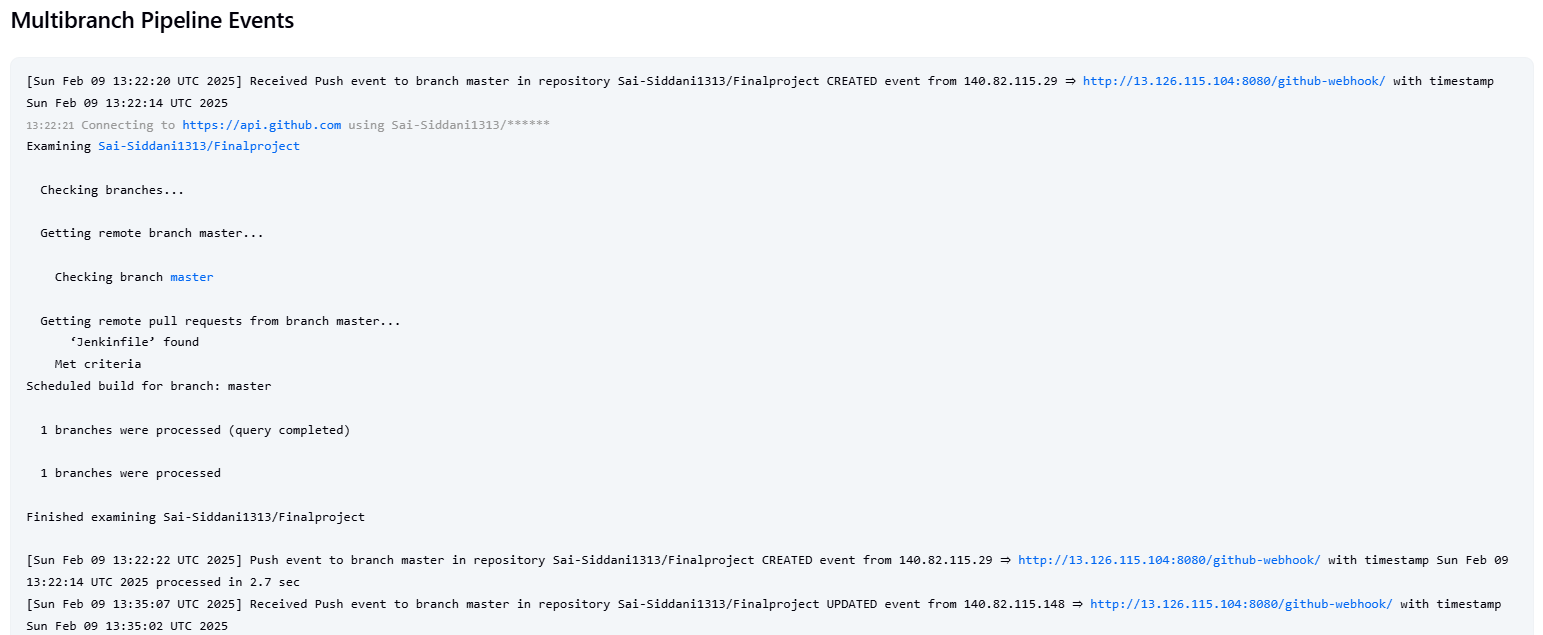 Multibranch Pipeline Events
[Sun Feb 09 13:22:20 UTC 2025] Received Push event to branch master in repository Sai-Siddani1313/Finalproject CREATED event from 140.82.115.29 ⇒ http://13.126.115.104:8080/github-webhook/ with timestamp
Sun Feb 09 13:22:14 UTC 2025
13:22:21 Connecting to https://api.github.com using Sai-Siddani1313/******
Examining Sai-Siddani1313/Finalproject
Checking branches...
Getting remote branch master...
Checking branch master
Getting remote pull requests from branch master...
‘Jenkinfile’ found
Met criteria
Scheduled build for branch: master
1 branches were processed (query completed)
1 branches were processed
Finished examining Sai-Siddani1313/Finalproject
[Sun Feb 09 13:22:22 UTC 2025] Push event to branch master in repository Sai-Siddani1313/Finalproject CREATED event from 140.82.115.29 ⇒ http://13.126.115.104:8080/github-webhook/ with timestamp Sun Feb 09
13:22:14 UTC 2025 processed in 2.7 sec
[Sun Feb 09 13:35:07 UTC 2025] Received Push event to branch master in repository Sai-Siddani1313/Finalproject UPDATED event from 140.82.115.148 ⇒ http://13.126.115.104:8080/github-webhook/ with timestamp
Sun Feb 09 13:35:02 UTC 2025